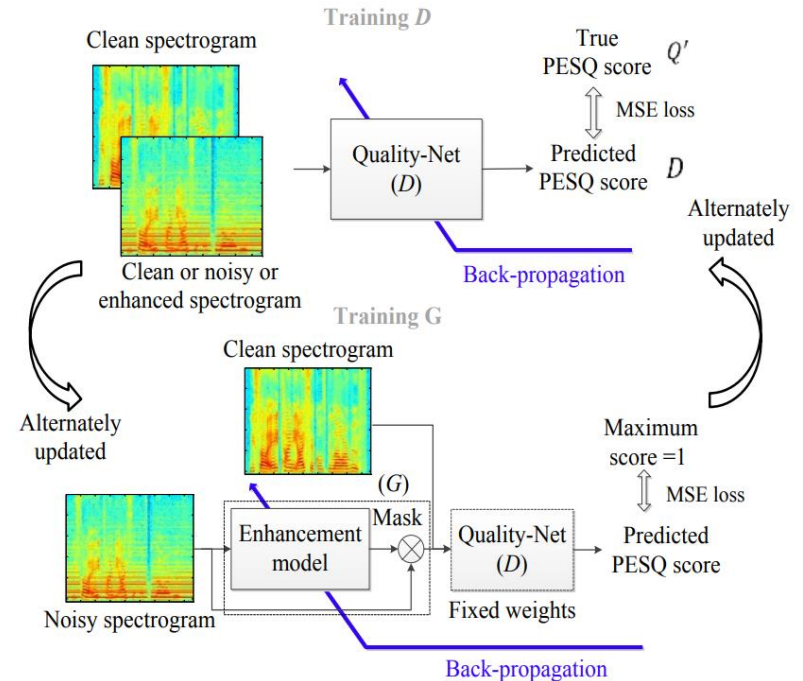 Training D
Clean spectrogram
True
PESQ score Q'
MSE loss
Quality-Net
(D)
Predicted
PESQ score D
Alternately
updated
Clean or noisy or
enhanced spectrogram
Back-propagation
Training G
Clean spectrogram
Alternately
updated
Maximum
score =1
MSE loss
(G)
Mask
Enhancement
model
Quality-Net
(D)
Predicted
PESQ score
Noisy spectrogram
Fixed weights
Back-propagation